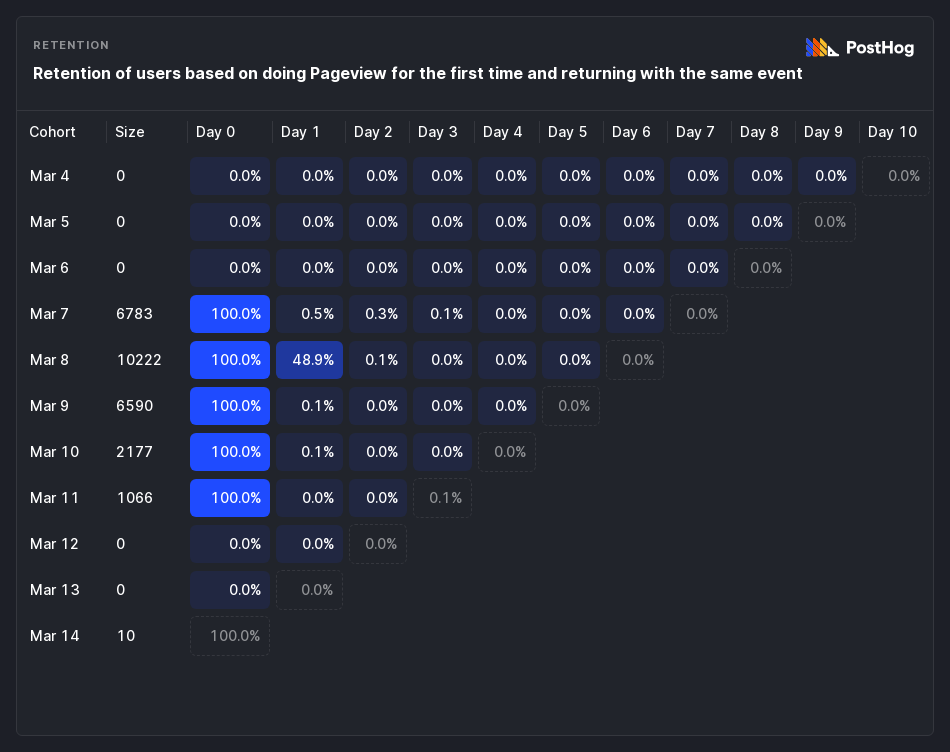 RETENTION
PostHog
Retention of users based on doing Pageview for the first time and returning with the same event
Cohort Size Day 0 Day 1 Day 2 Day 3 Day 4 Day 5 Day 6 Day 7 Day 8 Day 9 Day 10
Mar 4 0 0.0% 0.0% 0.0% 0.0% 0.0% 0.0% 0.0% 0.0% 0.0% 0.0% 0.0%
Mar 5 0 0.0% 0.0% 0.0% 0.0% 0.0% 0.0% 0.0% 0.0% 0.0% 0.0%
Mar 6 0 0.0% 0.0% 0.0% 0.0% 0.0% 0.0% 0.0% 0.0% 0.0%
Mar 7 6783 100.0% 0.5% 0.3% 0.1% 0.0% 0.0% 0.0% 0.0%
Mar 8 10222 100.0% 48.9% 0.1% 0.0% 0.0% 0.0% 0.0%
Mar 9 6590 100.0% 0.1% 0.0% 0.0% 0.0% 0.0%
Mar 10 2177 100.0% 0.1% 0.0% 0.0% 0.0%
Mar 11 1066 100.0% 0.0% 0.0% 0.1%
Mar 12 0 0.0% 0.0% 0.0%
Mar 13 0 0.0% 0.0%
Mar 14 10 100.0%